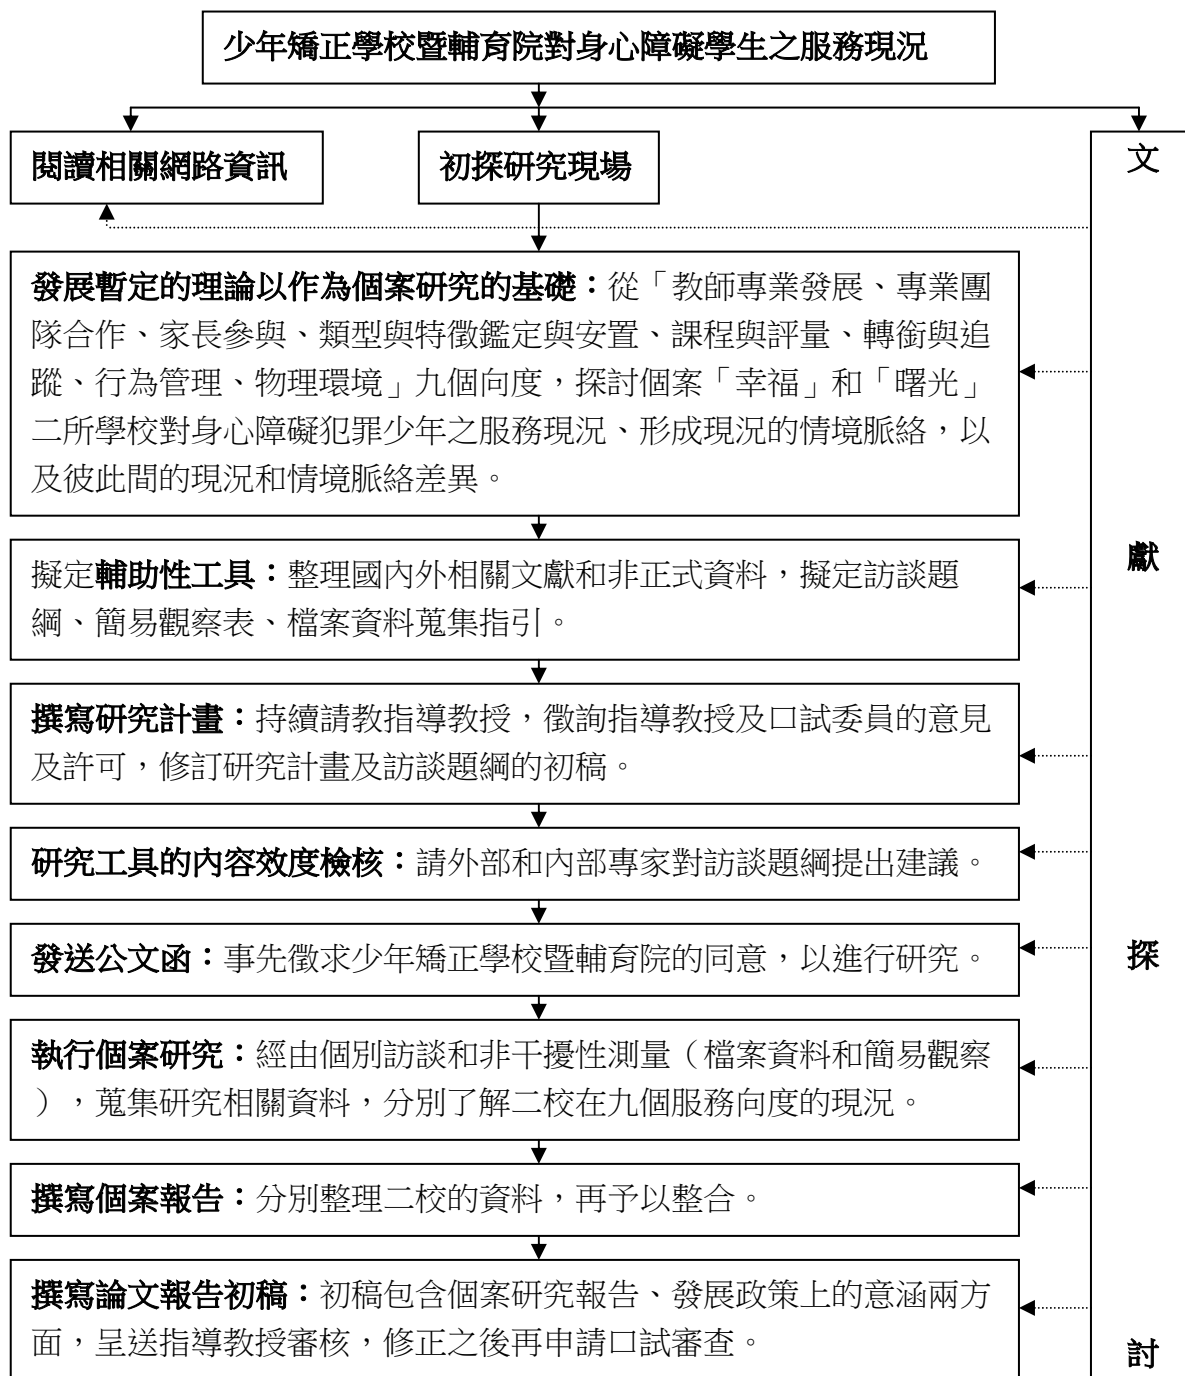 少年矯正學校暨輔育院對身心障礙學生之服務現況
閱讀相關網路資訊
初探研究現場
發展暫定的理論以作為個案研究的基礎：從「教師專業發展、專業團
隊合作、家長參與、類型與特徵鑑定與安置、課程與評量、轉銜與追
蹤、行為管理、物理環境」九個向度，探討個案「幸福」和「曙光」
二所學校對身心障礙犯罪少年之服務現況、形成現況的情境脈絡，以
及彼此間的現況和情境脈絡差異。
擬定輔助性工具：整理國內外相關文獻和非正式資料，擬定訪談題
綱、簡易觀察表、檔案資料蒐集指引。
撰寫研究計畫：持續請教指導教授，徵詢指導教授及口試委員的意見
及許可，修訂研究計畫及訪談題綱的初稿。
研究工具的內容效度檢核：請外部和內部專家對訪談題綱提出建議。
發送公文函：事先徵求少年矯正學校暨輔育院的同意，以進行研究。
執行個案研究：經由個別訪談和非干擾性測量（檔案資料和簡易觀察
），蒐集研究相關資料，分別了解二校在九個服務向度的現況。
撰寫個案報告：分別整理二校的資料，再予以整合。
撰寫論文報告初稿：初稿包含個案研究報告、發展政策上的意涵兩方
面，呈送指導教授審核，修正之後再申請口試審查。
文
獻
探
討